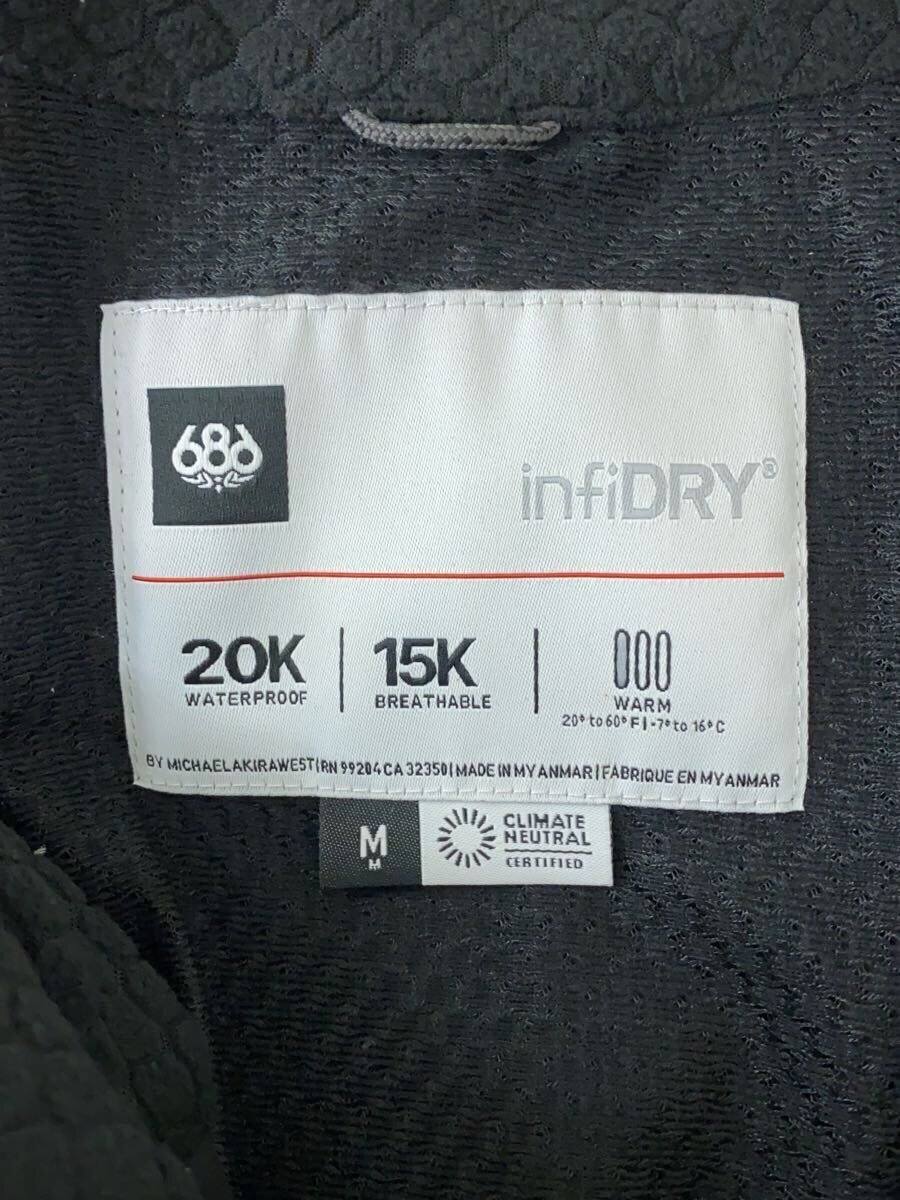 686
infiDRY®
20K
WATERPROOF
15K
BREATHABLE
WARM
20° to 60° F | -7° to 16° C
BY MICHAELAKIRAWEST | RN 99204 CA 32350 | MADE IN MYANMAR | FABRIQUE EN MYANMAR
M
M
CLIMATE
NEUTRAL
CERTIFIED